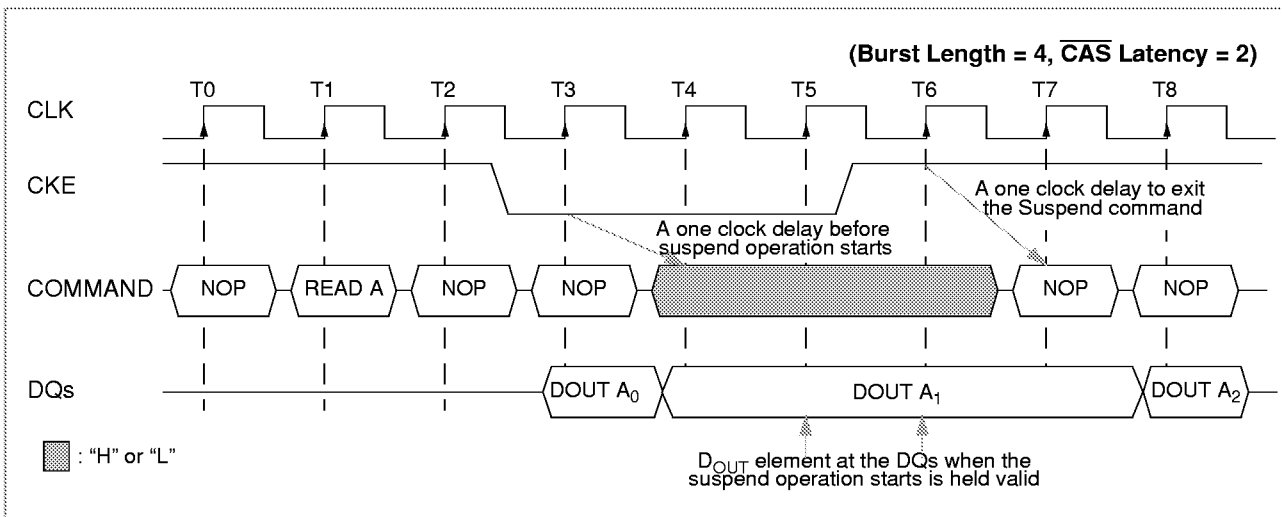 (Burst Length = 4, CAS Latency = 2)
T0 T1 T2 T3 T4 T5 T6 T7 T8
CLK
CKE
A one clock delay to exit
the Suspend command
A one clock delay before
suspend operation starts
COMMAND NOP READ A NOP NOP NOP NOP
DQs DOUT A0 DOUT A1 DOUT A2
: “H” or “L”
DOUT element at the DQs when the
suspend operation starts is held valid